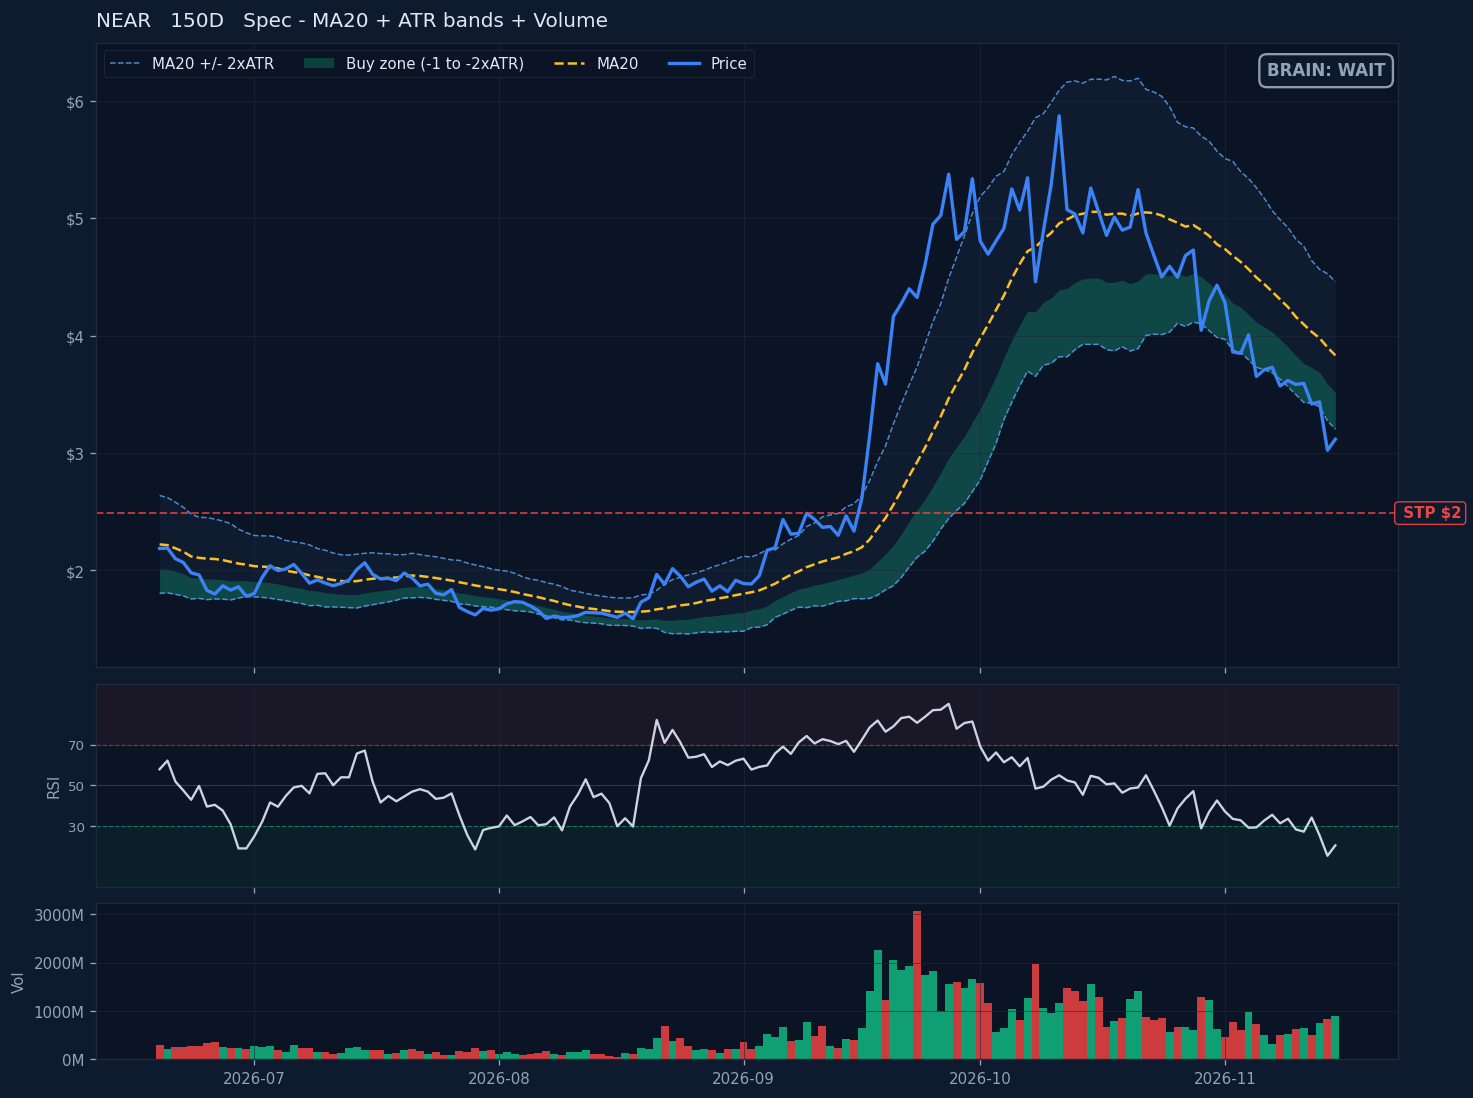 NEAR 150D Spec - MA20 + ATR bands + Volume
MA20 +/- 2xATR
Buy zone (-1 to -2xATR)
MA20
Price
BRAIN: WAIT
$6
$5
$4
$3
$2
STP $2
RSI
70
50
30
Vol
3000M
2000M
1000M
0M
2026-07
2026-08
2026-09
2026-10
2026-11